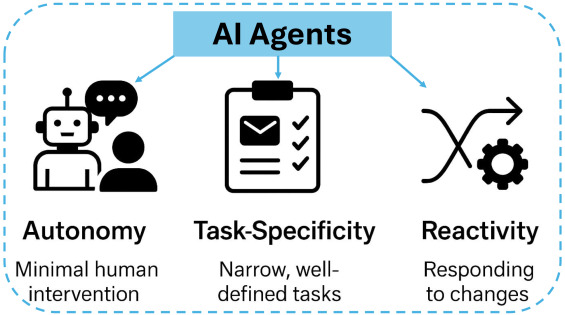 AI Agents
Autonomy
Minimal human
intervention
Task-Specificity
Narrow, well-
defined tasks
Reactivity
Responding
to changes